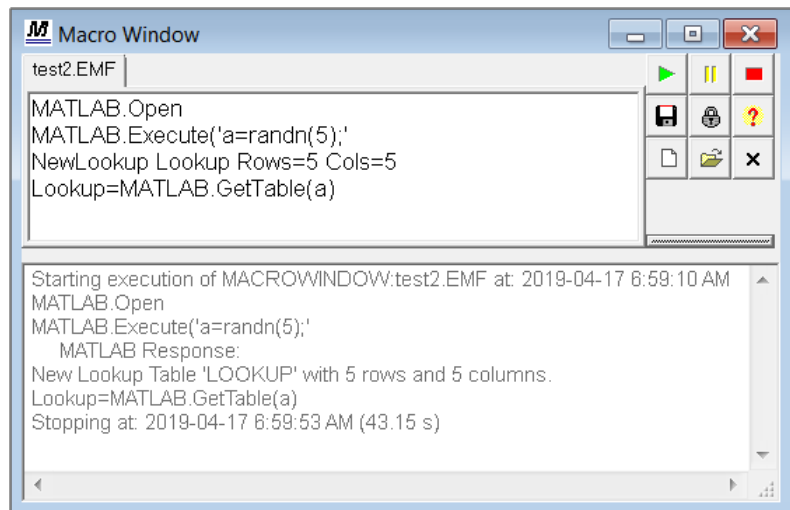 Macro Window
test2.EMF
MATLAB.Open
MATLAB.Execute('a=randn(5);'
NewLookup Lookup Rows=5 Cols=5
Lookup=MATLAB.GetTable(a)
Starting execution of MACROWINDOW:test2.EMF at: 2019-04-17 6:59:10 AM
MATLAB.Open
MATLAB.Execute('a=randn(5);'
MATLAB Response:
New Lookup Table 'LOOKUP' with 5 rows and 5 columns.
Lookup=MATLAB.GetTable(a)
Stopping at: 2019-04-17 6:59:53 AM (43.15 s)